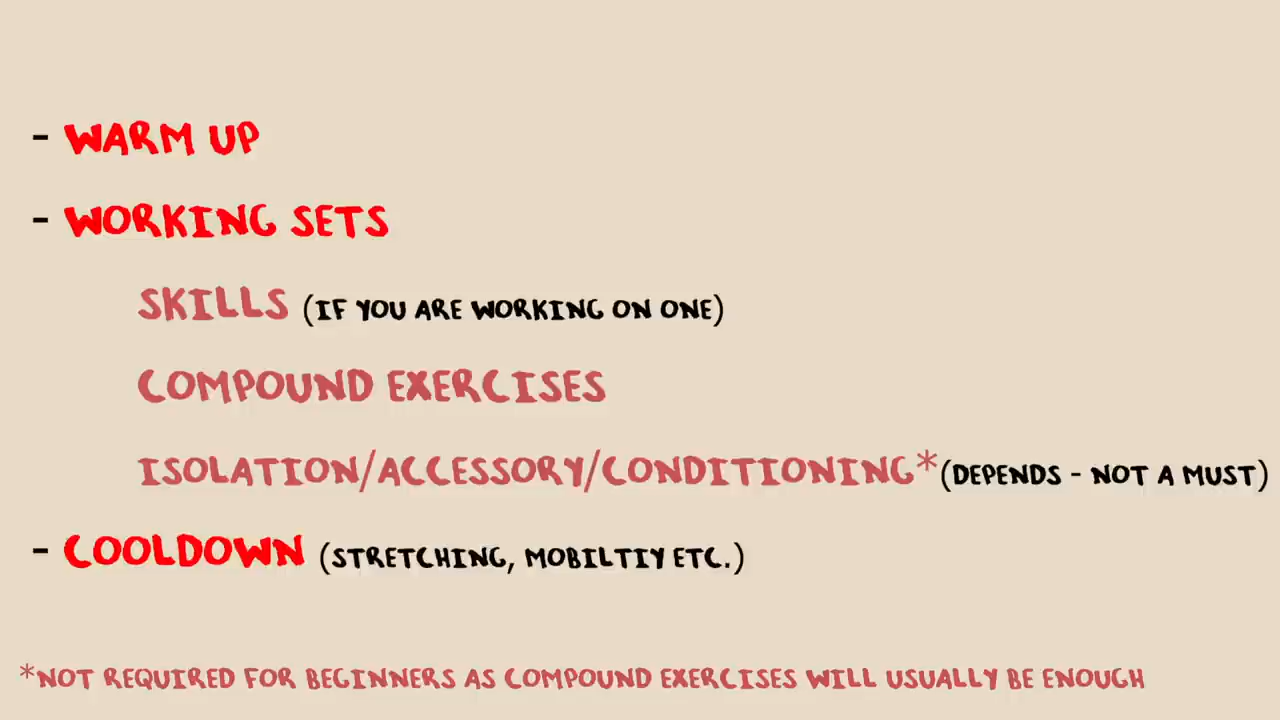 - WARM UP
- WORKING SETS
SKILLS (IF YOU ARE WORKING ON ONE)
COMPOUND EXERCISES
ISOLATION/ACCESSORY/CONDITIONING*(DEPENDS - NOT A MUST)
- COOLDOWN (STRETCHING, MOBILTIY ETC.)
*NOT REQUIRED FOR BEGINNERS AS COMPOUND EXERCISES WILL USUALLY BE ENOUGH